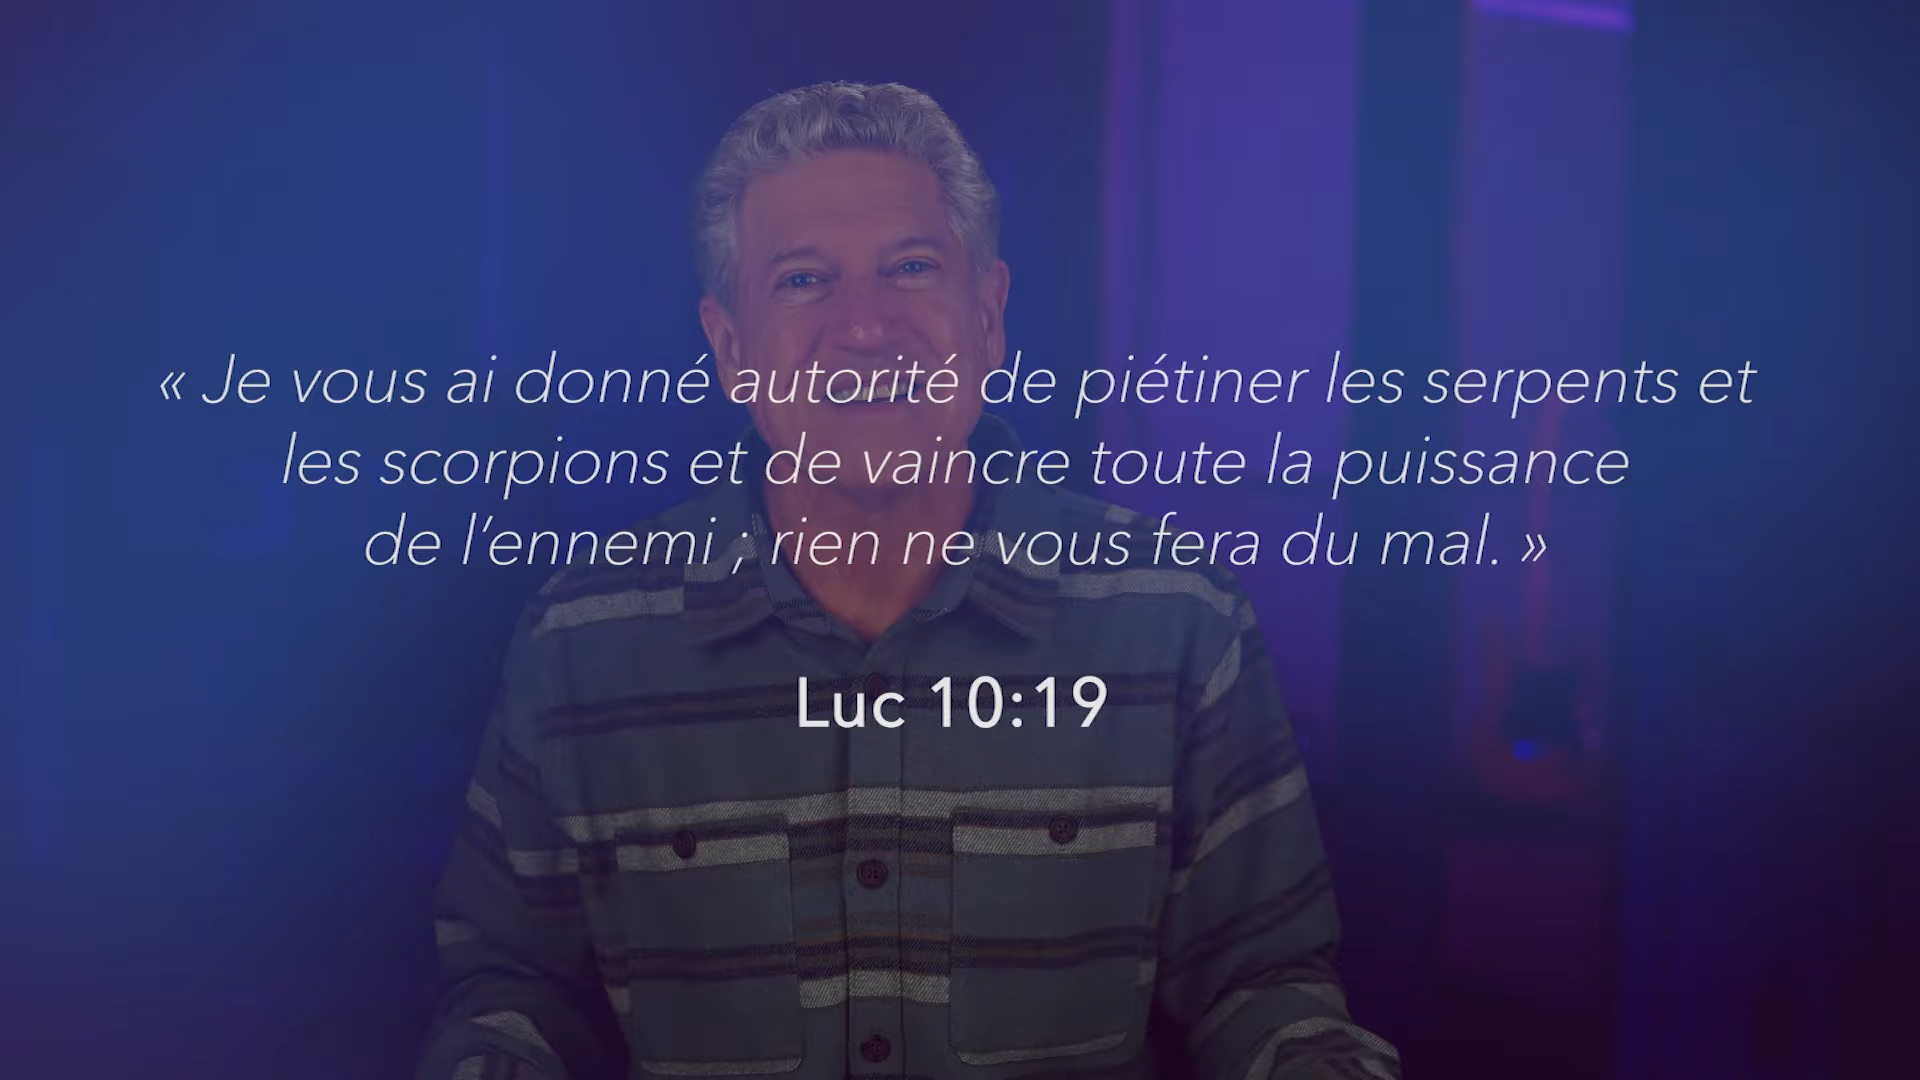 « Je vous ai donné autorité de piétiner les serpents et
les scorpions et de vaincre toute la puissance
de l’ennemi ; rien ne vous fera du mal. »
Luc 10:19